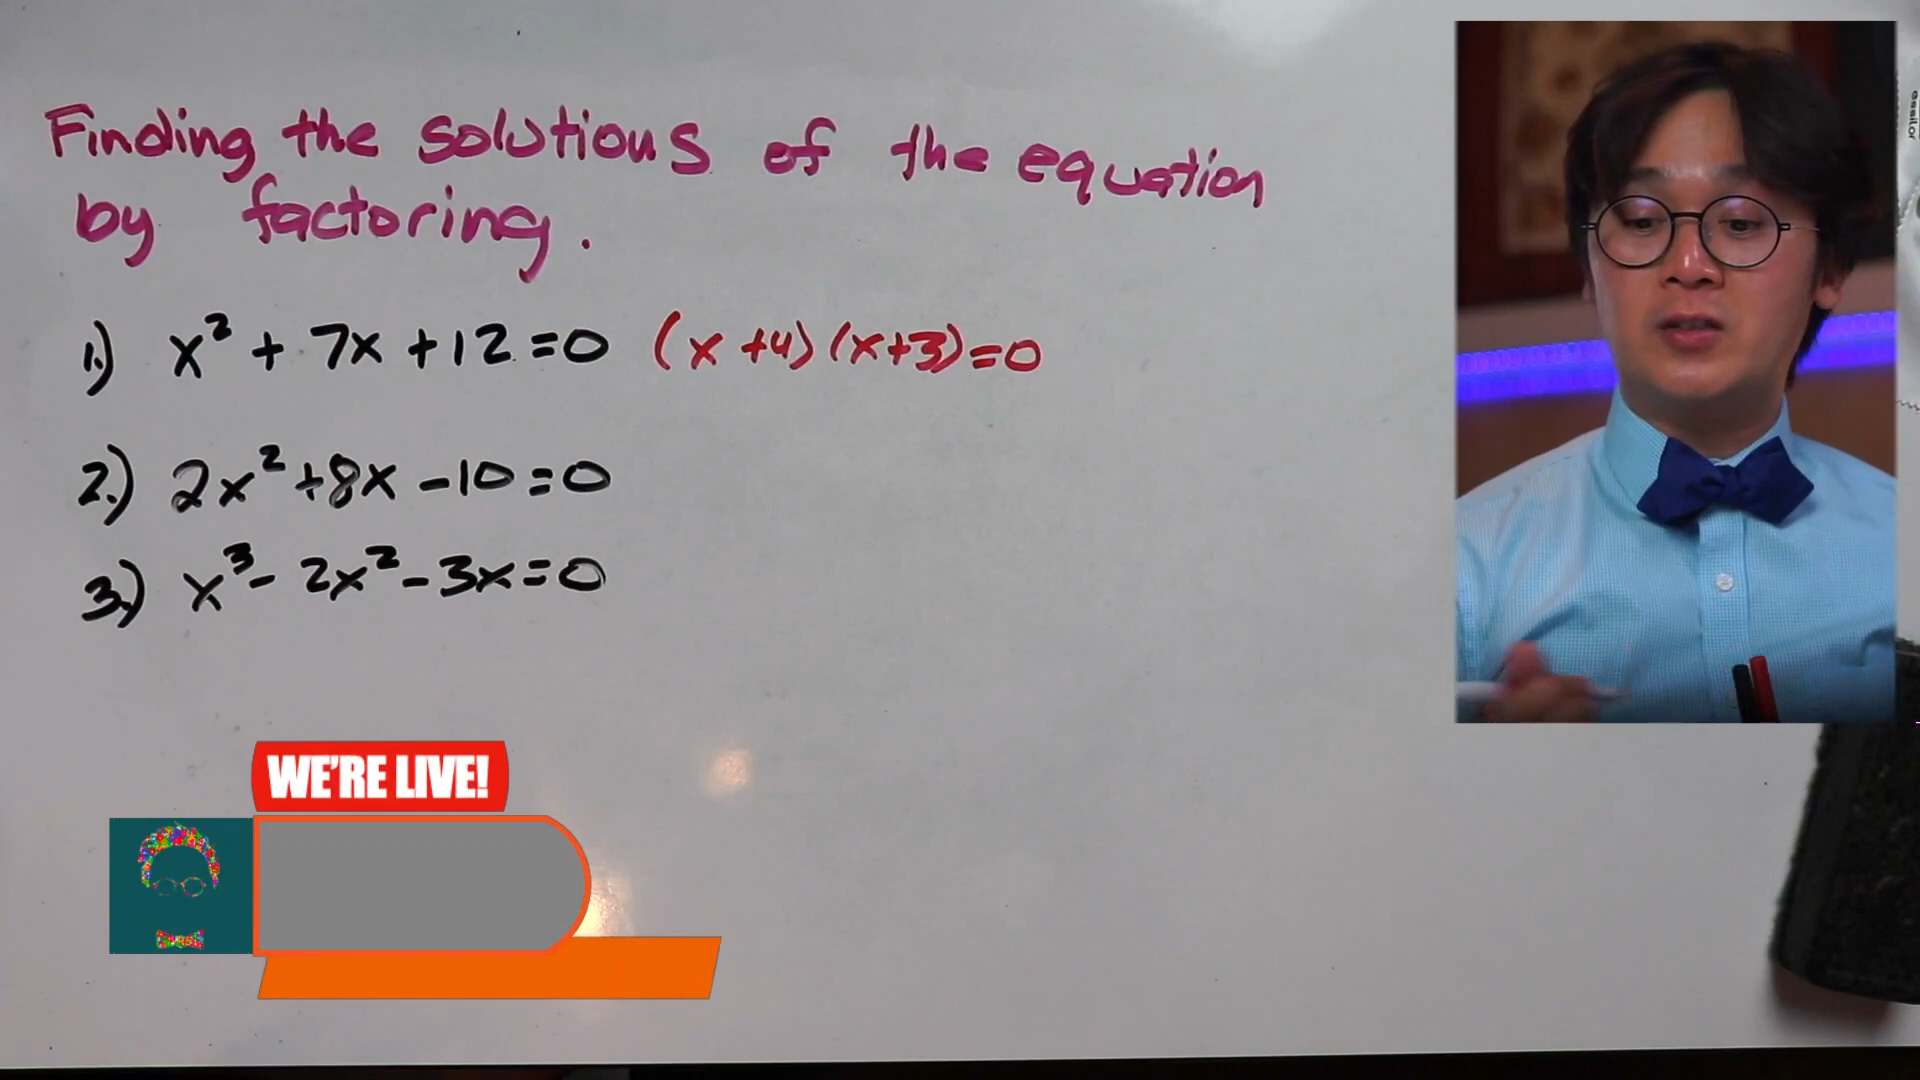 Finding the solutions of the equation
by factoring.
1.) x² + 7x + 12 = 0 (x + 4) (x + 3) = 0
2.) 2x² + 8x - 10 = 0
3.) x³ - 2x² - 3x = 0
WE'RE LIVE!
essilor